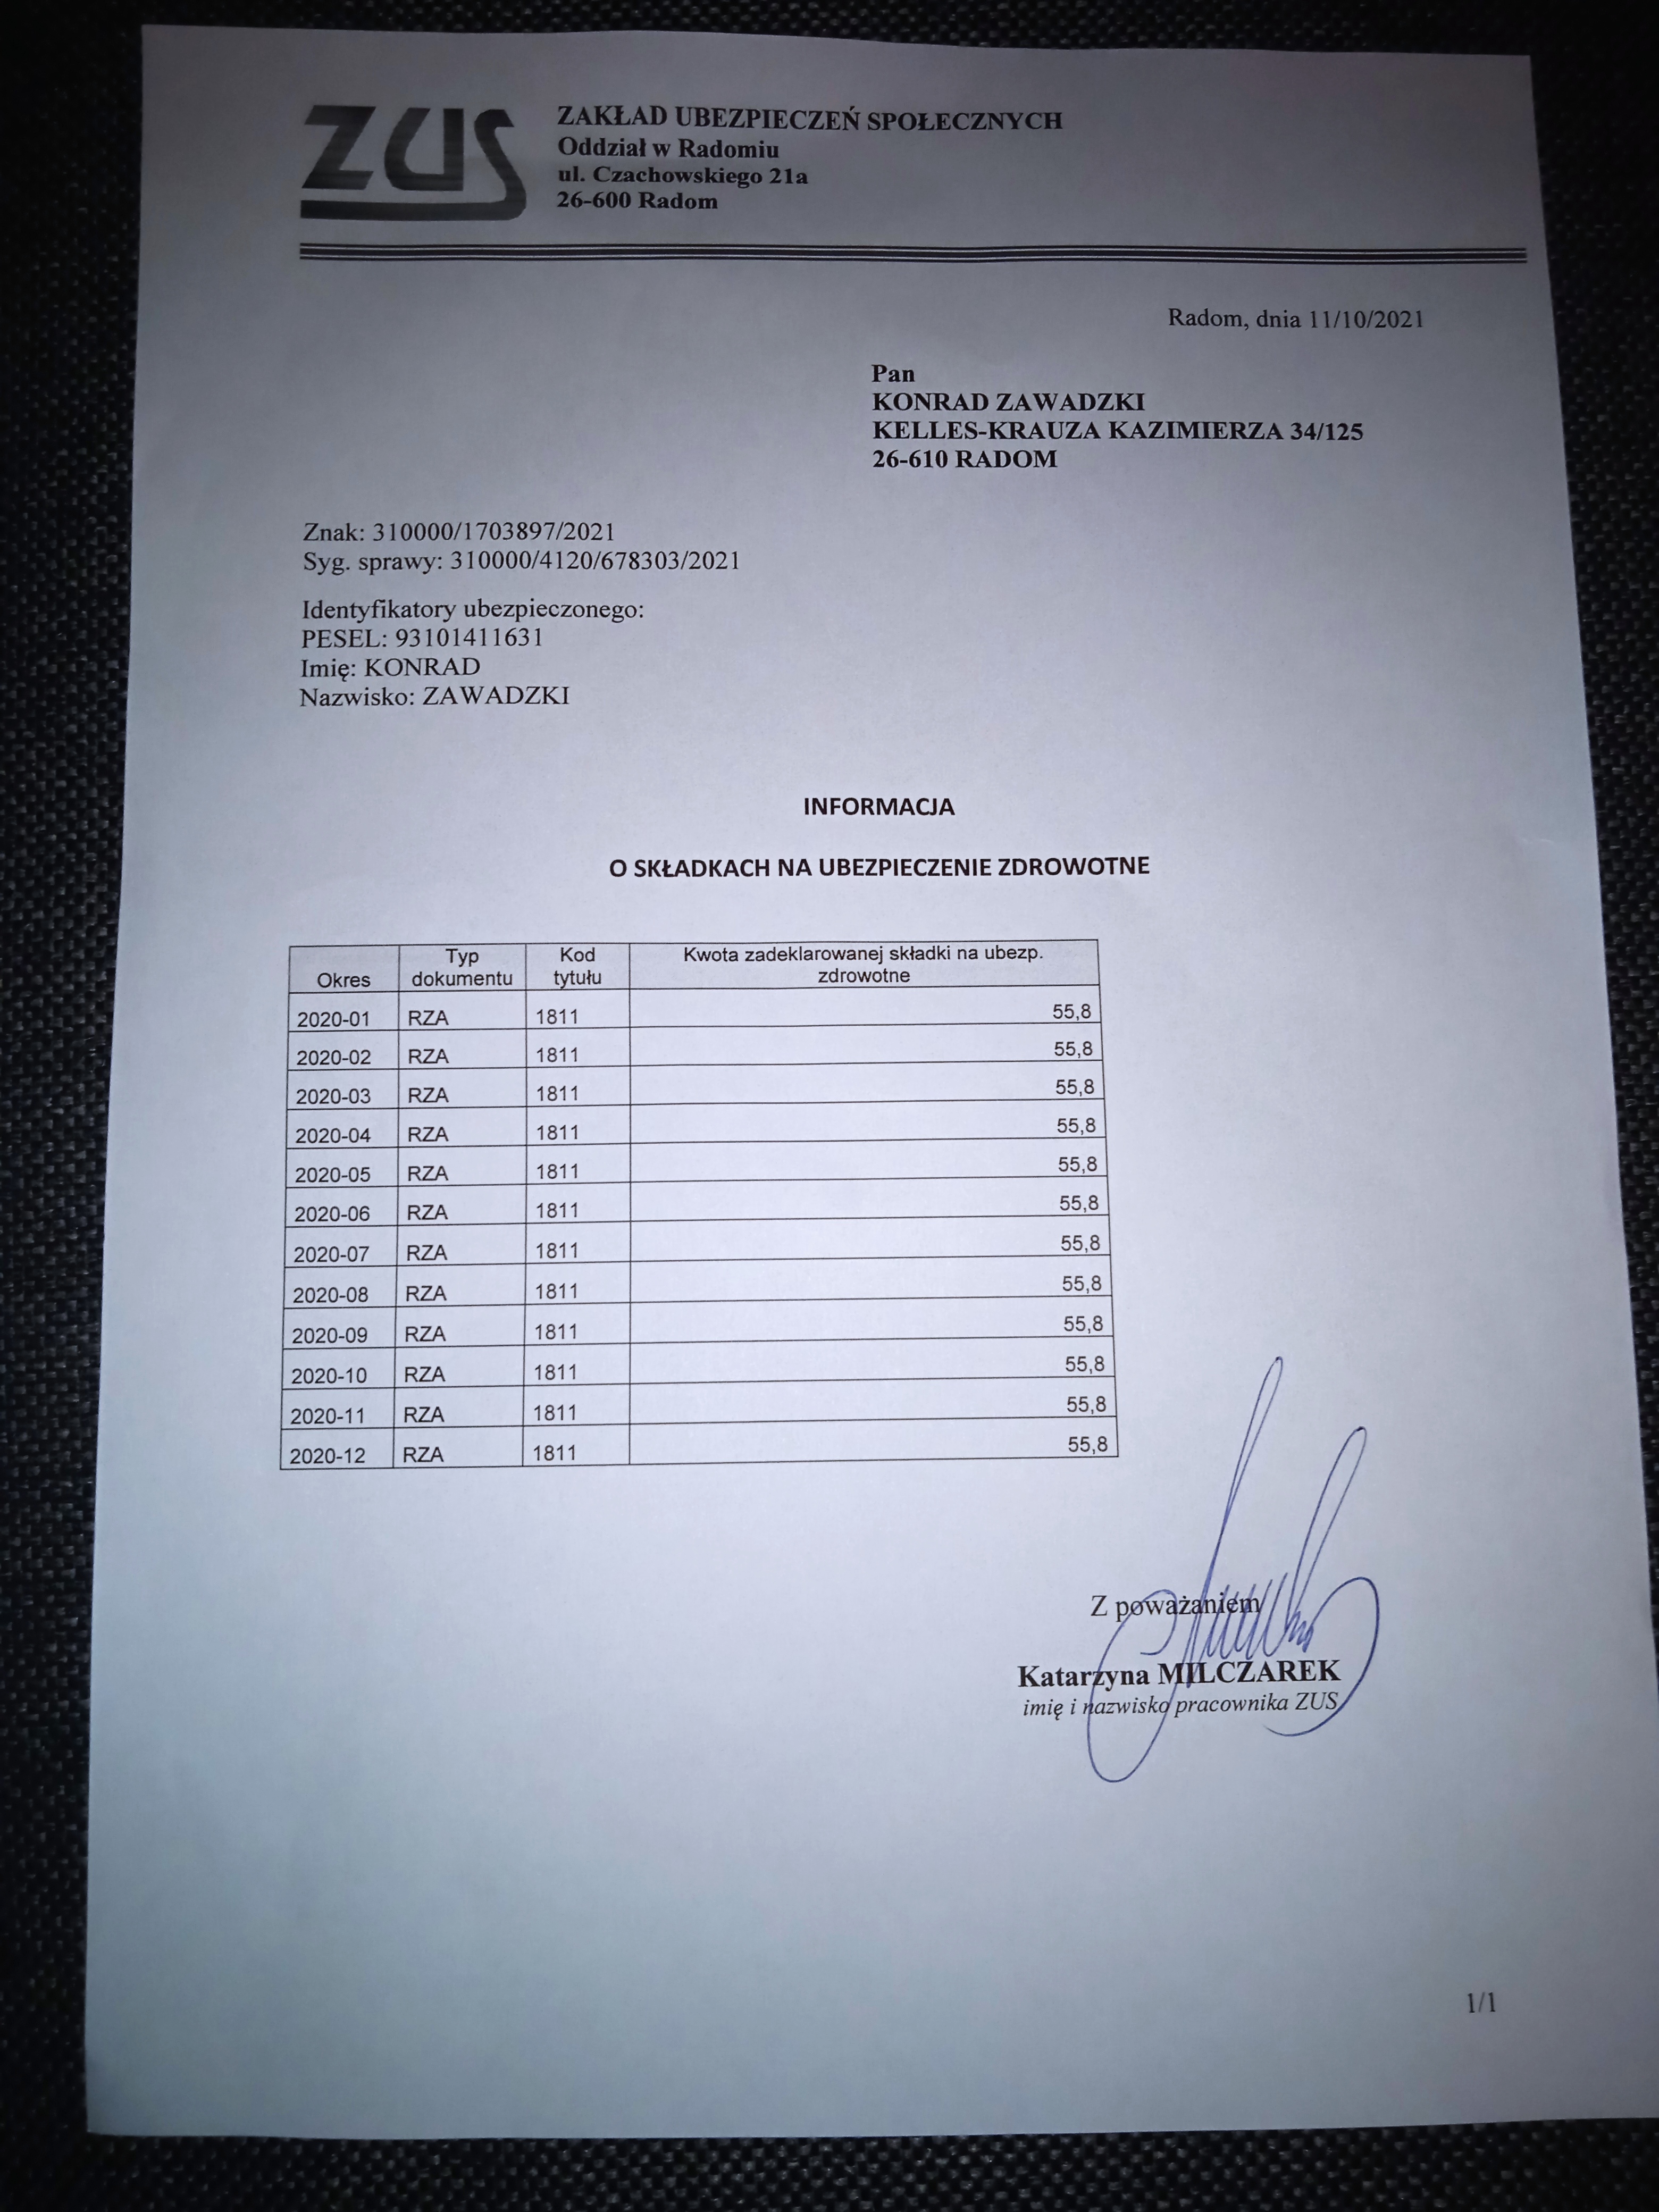 ZUS
ZAKŁAD UBEZPIECZEŃ SPOŁECZNYCH
Oddział w Radomiu
ul. Czachowskiego 21a
26-600 Radom
Radom, dnia 11/10/2021
Pan
KONRAD ZAWADZKI
KELLES-KRAUZA KAZIMIERZA 34/125
26-610 RADOM
Znak: 310000/1703897/2021
Syg. sprawy: 310000/4120/678303/2021
Identyfikatory ubezpieczonego:
PESEL: 93101411631
Imię: KONRAD
Nazwisko: ZAWADZKI
INFORMACJA
O SKŁADKACH NA UBEZPIECZENIE ZDROWOTNE
Okres Typ dokumentu Kod tytułu Kwota zadeklarowanej składki na ubezp. zdrowotne
2020-01 RZA 1811 55,8
2020-02 RZA 1811 55,8
2020-03 RZA 1811 55,8
2020-04 RZA 1811 55,8
2020-05 RZA 1811 55,8
2020-06 RZA 1811 55,8
2020-07 RZA 1811 55,8
2020-08 RZA 1811 55,8
2020-09 RZA 1811 55,8
2020-10 RZA 1811 55,8
2020-11 RZA 1811 55,8
2020-12 RZA 1811 55,8
Z poważaniem
Katarzyna MILCZAREK
imię i nazwisko pracownika ZUS
1/1